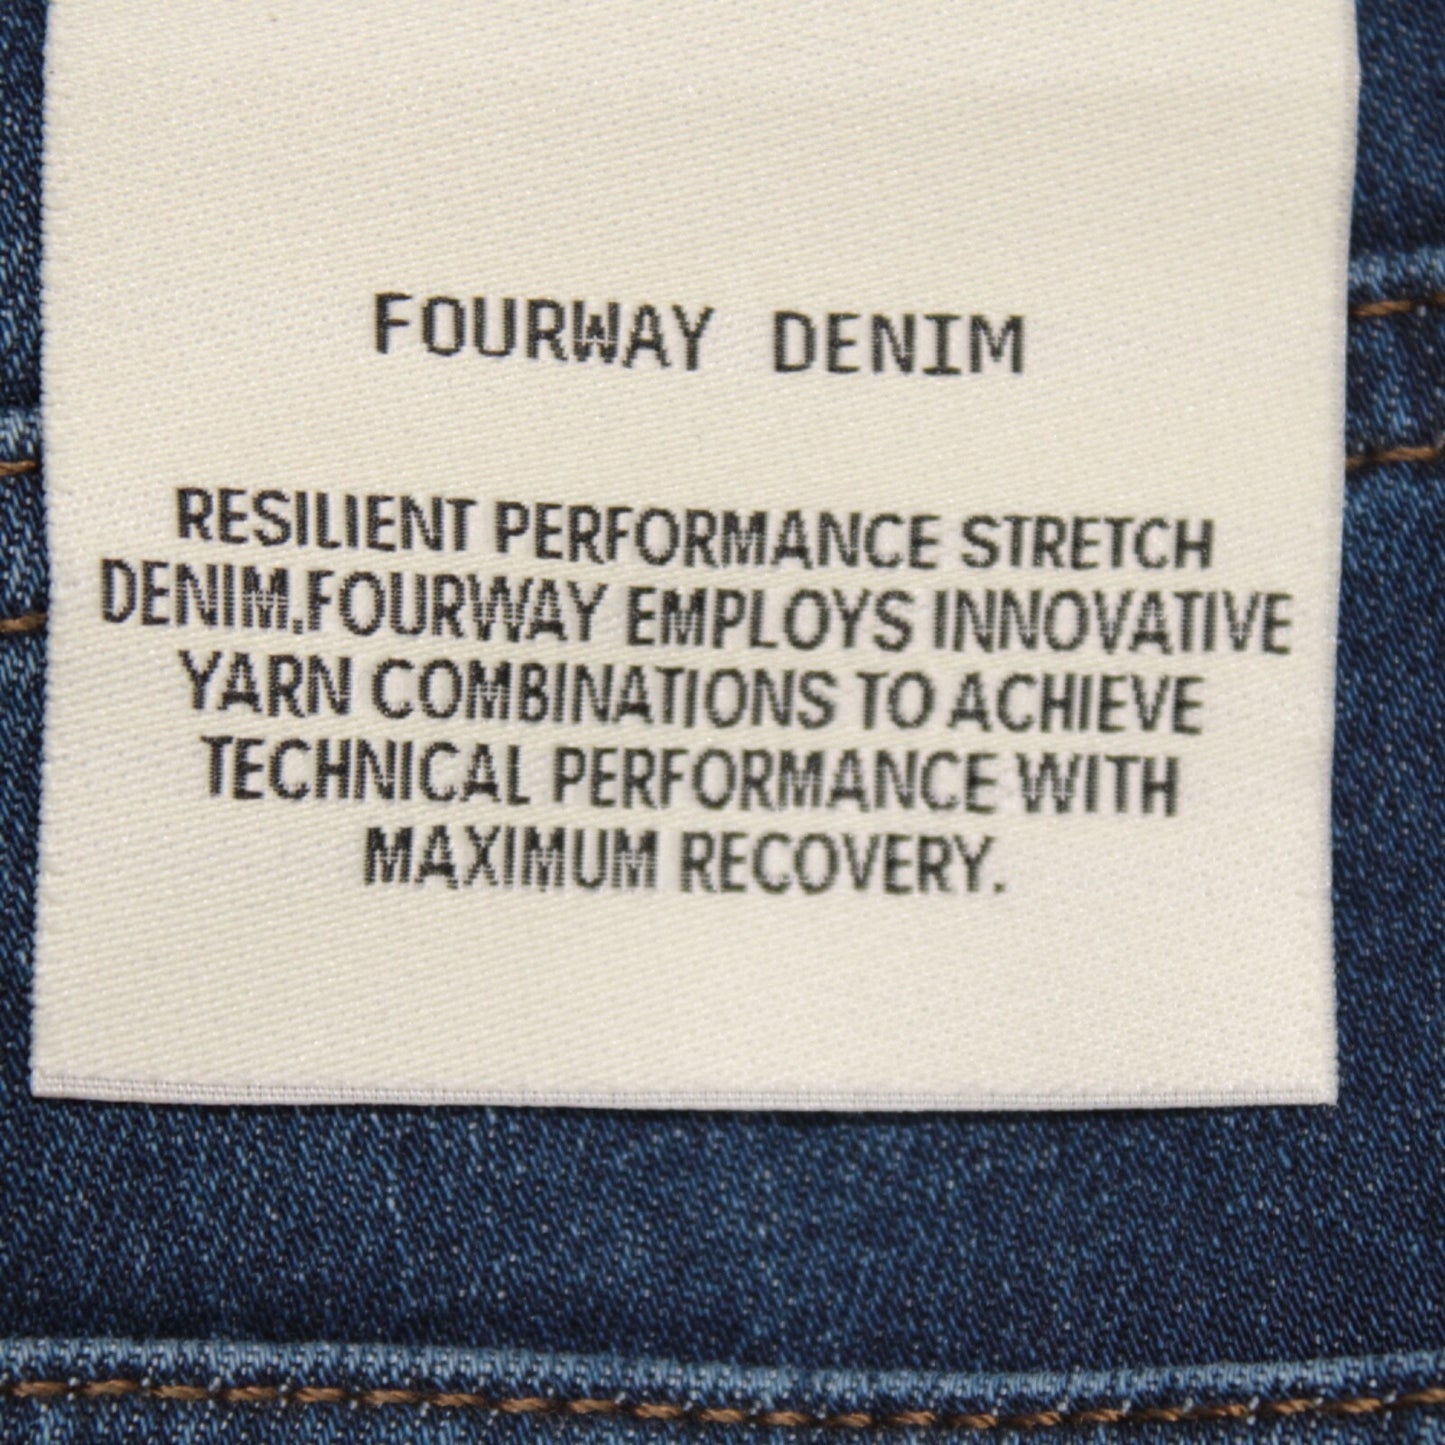 FOURWAY DENIM
RESILIENT PERFORMANCE STRETCH
DENIM.FOURWAY EMPLOYS INNOVATIVE
YARN COMBINATIONS TO ACHIEVE
TECHNICAL PERFORMANCE WITH
MAXIMUM RECOVERY.